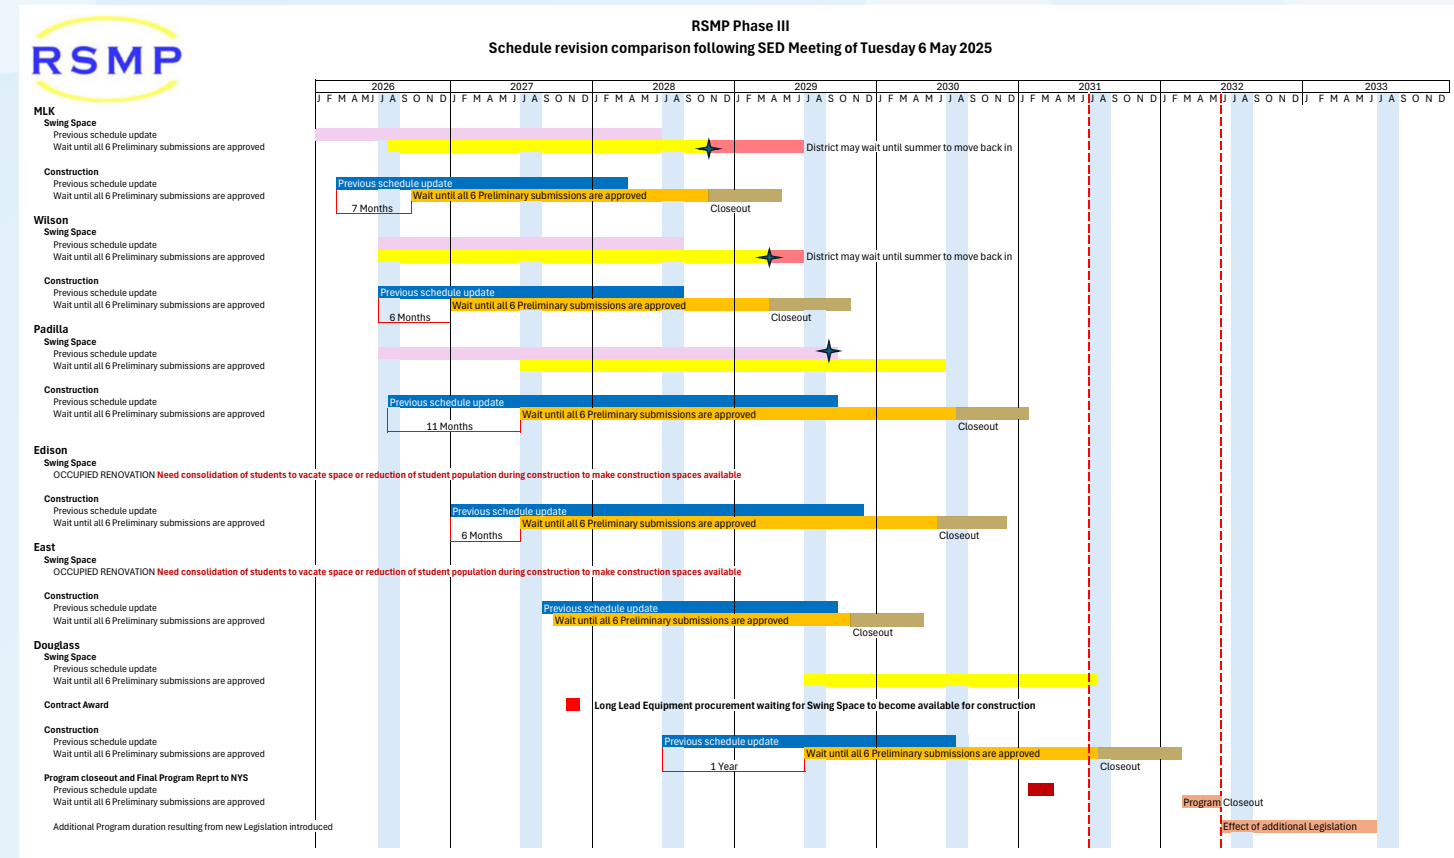 RSMP Phase III
Schedule revision comparison following SED Meeting of Tuesday 6 May 2025
RSMP
2026 2027 2028 2029 2030 2031 2032 2033
J F M A M J J A S O N D J F M A M J J A S O N D J F M A M J J A S O N D J F M A M J J A S O N D J F M A M J J A S O N D J F M A M J J A S O N D J F M A M J J A S O N D J F M A M J J A S O N D
MLK
Swing Space
Previous schedule update
Wait until all 6 Preliminary submissions are approved District may wait until summer to move back in
Construction
Previous schedule update Previous schedule update
Wait until all 6 Preliminary submissions are approved Wait until all 6 Preliminary submissions are approved
7 Months Closeout
Wilson
Swing Space
Previous schedule update
Wait until all 6 Preliminary submissions are approved District may wait until summer to move back in
Construction
Previous schedule update Previous schedule update
Wait until all 6 Preliminary submissions are approved Wait until all 6 Preliminary submissions are approved
6 Months Closeout
Padilla
Swing Space
Previous schedule update
Wait until all 6 Preliminary submissions are approved
Construction
Previous schedule update Previous schedule update
Wait until all 6 Preliminary submissions are approved Wait until all 6 Preliminary submissions are approved
11 Months Closeout
Edison
Swing Space
OCCUPIED RENOVATION Need consolidation of students to vacate space or reduction of student population during construction to make construction spaces available
Construction
Previous schedule update Previous schedule update
Wait until all 6 Preliminary submissions are approved Wait until all 6 Preliminary submissions are approved
6 Months Closeout
East
Swing Space
OCCUPIED RENOVATION Need consolidation of students to vacate space or reduction of student population during construction to make construction spaces available
Construction
Previous schedule update Previous schedule update
Wait until all 6 Preliminary submissions are approved Wait until all 6 Preliminary submissions are approved
Closeout
Douglass
Swing Space
Previous schedule update
Wait until all 6 Preliminary submissions are approved
Contract Award Long Lead Equipment procurement waiting for Swing Space to become available for construction
Construction
Previous schedule update Previous schedule update
Wait until all 6 Preliminary submissions are approved Wait until all 6 Preliminary submissions are approved
1 Year Closeout
Program closeout and Final Program Reprt to NYS
Previous schedule update
Wait until all 6 Preliminary submissions are approved Program Closeout
Additional Program duration resulting from new Legislation introduced Effect of additional Legislation